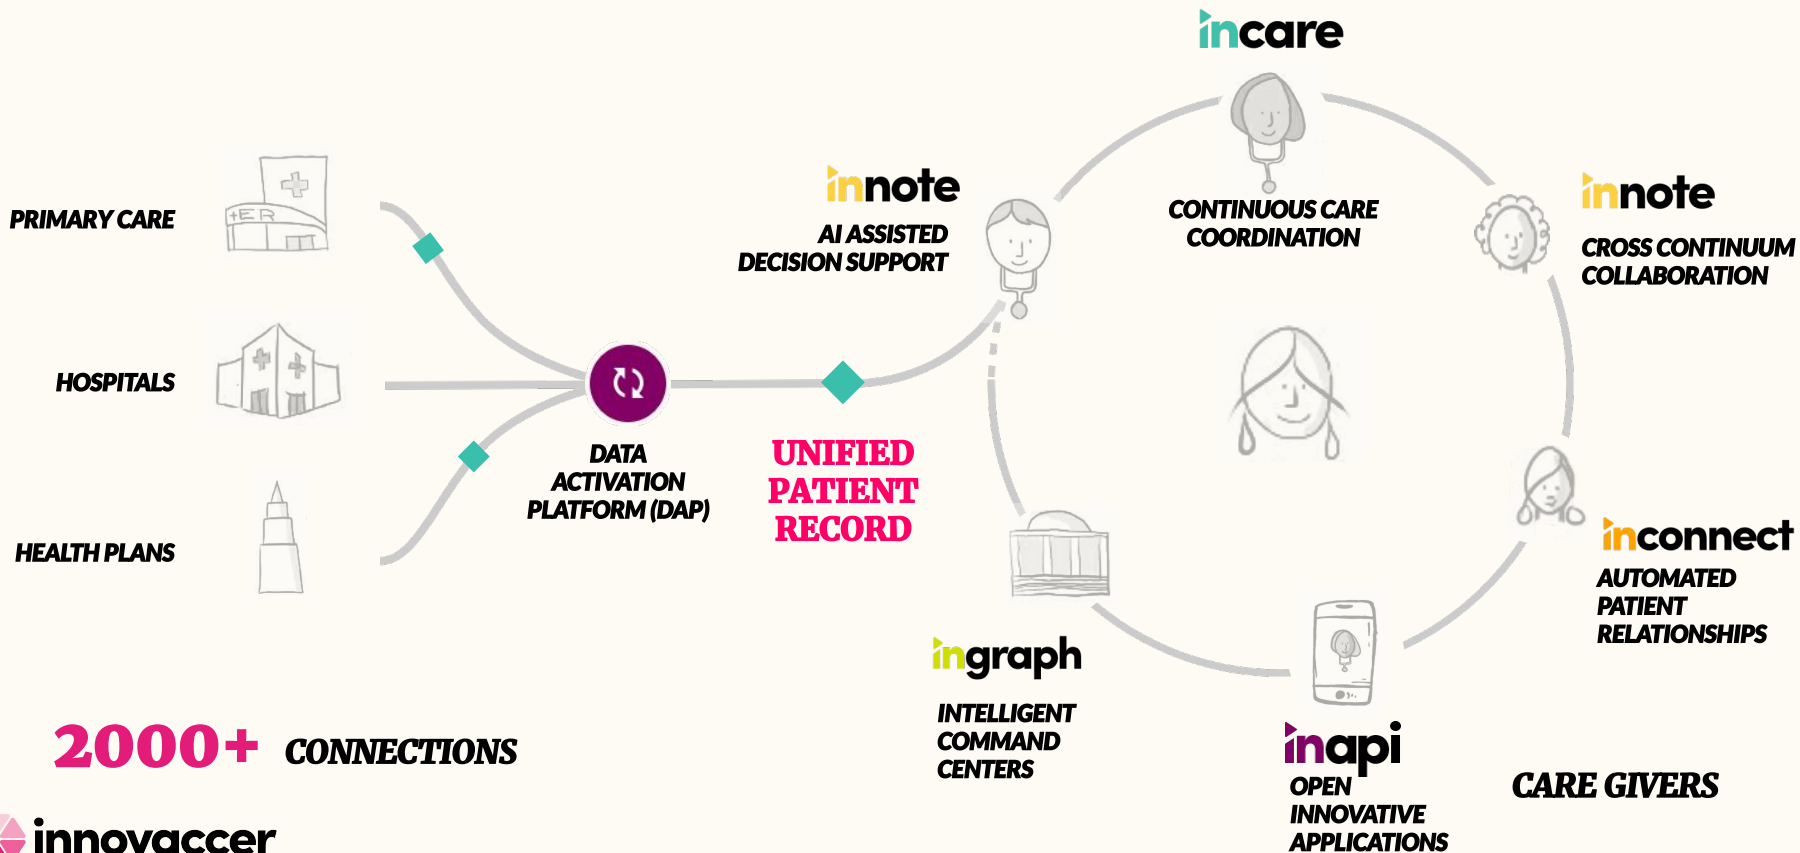 incare
innote
AI ASSISTED
DECISION SUPPORT
CONTINUOUS CARE
COORDINATION
innote
CROSS CONTINUUM
COLLABORATION
PRIMARY CARE
+ER
HOSPITALS
HEALTH PLANS
DATA
ACTIVATION
PLATFORM (DAP)
UNIFIED
PATIENT
RECORD
inconnect
AUTOMATED
PATIENT
RELATIONSHIPS
ingraph
INTELLIGENT
COMMAND
CENTERS
inapi
OPEN
INNOVATIVE
APPLICATIONS
CARE GIVERS
2000+ CONNECTIONS
innovaccer